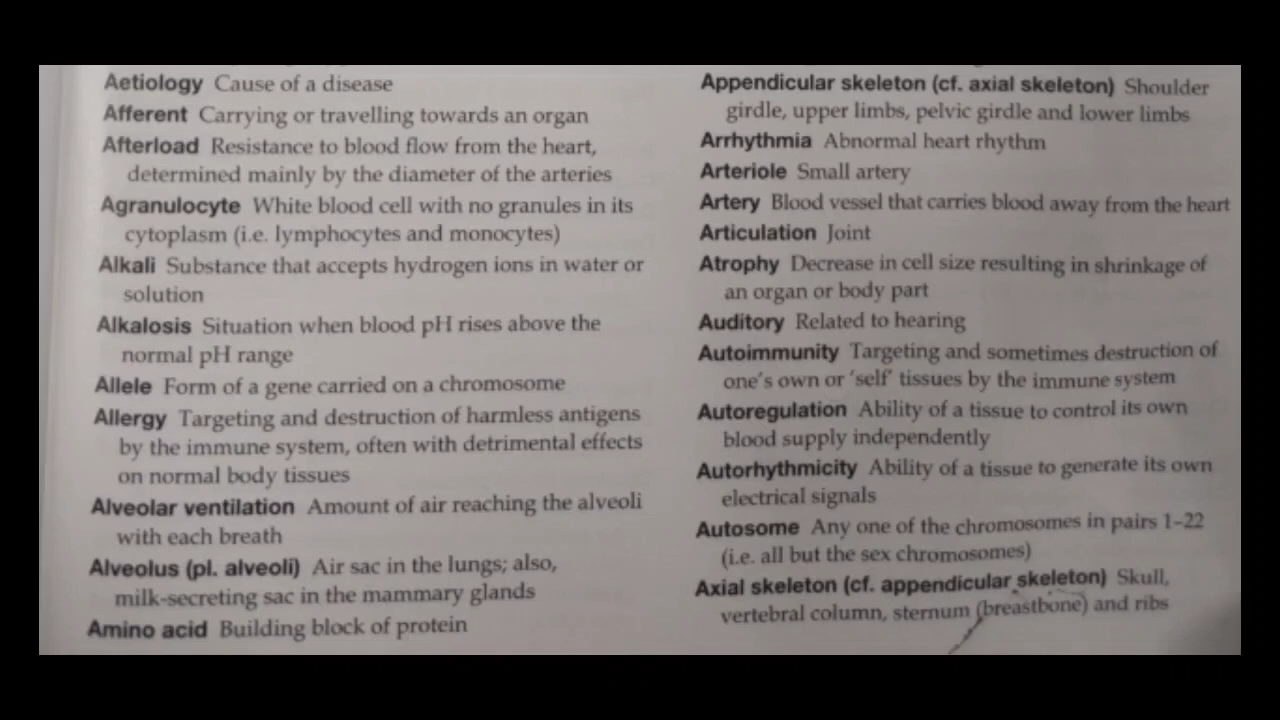 Aetiology Cause of a disease
Afferent Carrying or travelling towards an organ
Afterload Resistance to blood flow from the heart,
determined mainly by the diameter of the arteries
Agranulocyte White blood cell with no granules in its
cytoplasm (i.e. lymphocytes and monocytes)
Alkali Substance that accepts hydrogen ions in water or
solution
Alkalosis Situation when blood pH rises above the
normal pH range
Allele Form of a gene carried on a chromosome
Allergy Targeting and destruction of harmless antigens
by the immune system, often with detrimental effects
on normal body tissues
Alveolar ventilation Amount of air reaching the alveoli
with each breath
Alveolus (pl. alveoli) Air sac in the lungs; also,
milk-secreting sac in the mammary glands
Amino acid Building block of protein
Appendicular skeleton (cf. axial skeleton) Shoulder
girdle, upper limbs, pelvic girdle and lower limbs
Arrhythmia Abnormal heart rhythm
Arteriole Small artery
Artery Blood vessel that carries blood away from the heart
Articulation Joint
Atrophy Decrease in cell size resulting in shrinkage of
an organ or body part
Auditory Related to hearing
Autoimmunity Targeting and sometimes destruction of
one's own or 'self' tissues by the immune system
Autoregulation Ability of a tissue to control its own
blood supply independently
Autorhythmicity Ability of a tissue to generate its own
electrical signals
Autosome Any one of the chromosomes in pairs 1–22
(i.e. all but the sex chromosomes)
Axial skeleton (cf. appendicular skeleton) Skull,
vertebral column, sternum (breastbone) and ribs